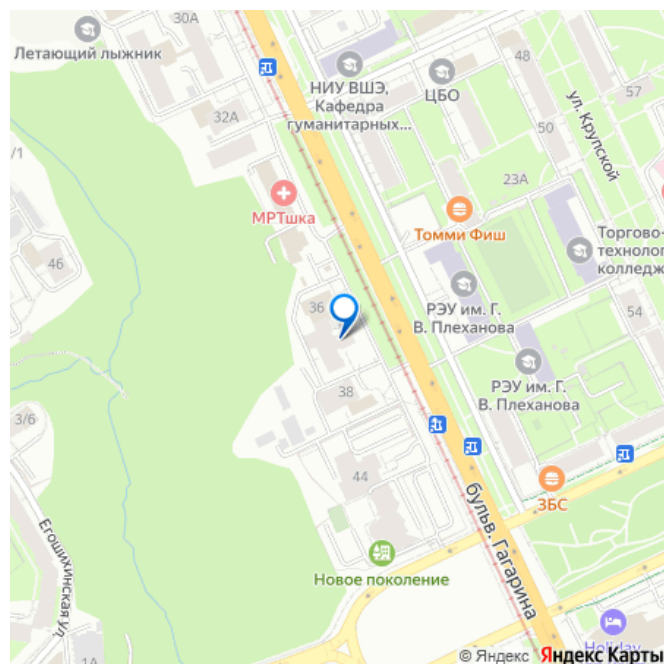 30А
Летающий лыжник
НИУ ВШЭ,
Кафедра
гуманитарных...
ЦБО
48
57
ул. Крупской
50
32А
/1
23А
МРТшка
Томми Фиш
Торгово-
технолог
колледж
46
РЭУ им. Г.
В. Плеханова
36
54
РЭУ им. Г.
В. Плеханова
38
3/6
44
ЗБС
бульв. Гагарина
Егошихинская ул.
Новое поколение
1А
Holiday
© Яндекс Яндекс Карты